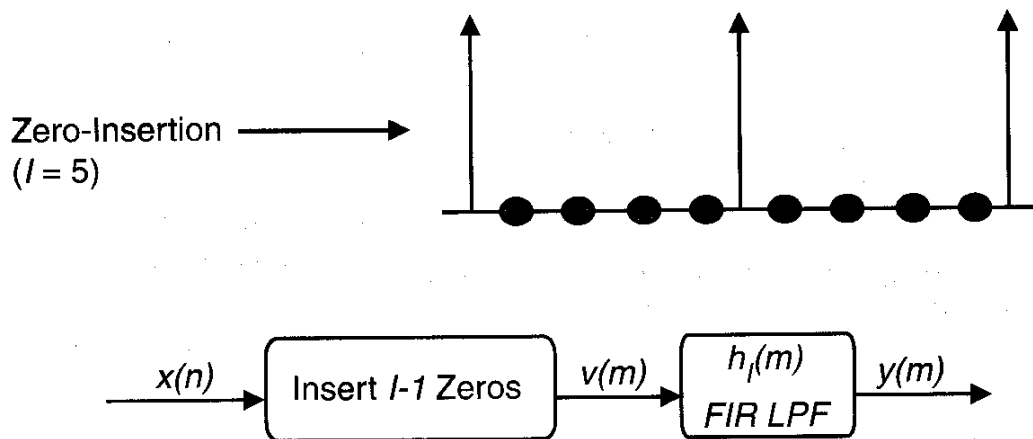 Zero-Insertion
(I = 5)
x(n)
Insert I-1 Zeros
v(m)
h_I(m)
FIR LPF
y(m)